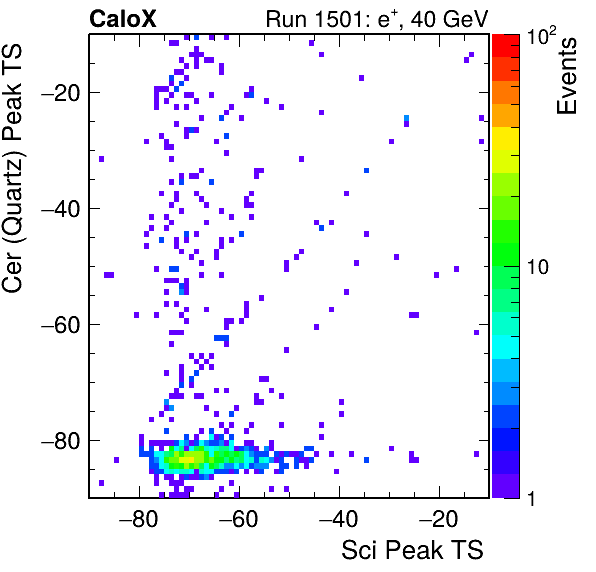 CaloX Run 1501: e⁺, 40 GeV
Cer (Quartz) Peak TS
−20
−40
−60
−80
−80 −60 −40 −20
Sci Peak TS
10²
10
1
Events